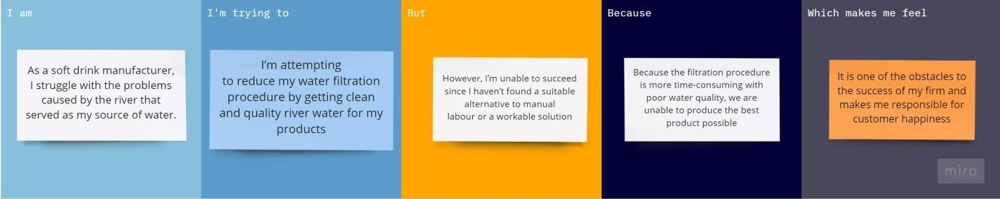 I am
As a soft drink manufacturer,
I struggle with the problems
caused by the river that
served as my source of water.
I'm trying to
I’m attempting
to reduce my water filtration
procedure by getting clean
and quality river water for my
products
But
However, I’m unable to succeed
since I haven’t found a suitable
alternative to manual
labour or a workable solution
Because
Because the filtration procedure
is more time-consuming with
poor water quality, we are
unable to produce the best
product possible
Which makes me feel
It is one of the obstacles to
the success of my firm and
makes me responsible for
customer happiness
miro